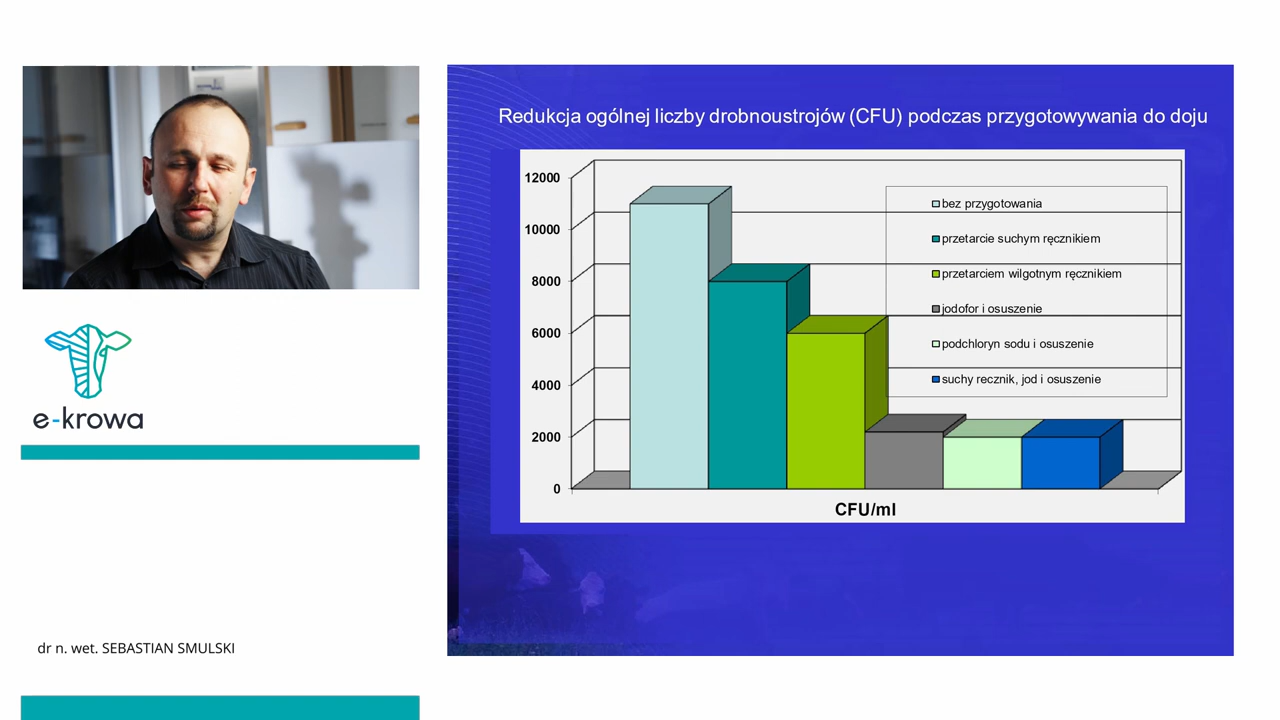 e-krowa
dr n. wet. SEBASTIAN SMULSKI
Redukcja ogólnej liczby drobnoustrojów (CFU) podczas przygotowywania do doju
12000
10000
8000
6000
4000
2000
0
bez przygotowania
przetarcie suchym ręcznikiem
przetarciem wilgotnym ręcznikiem
jodofor i osuszenie
podchloryn sodu i osuszenie
suchy recznik, jod i osuszenie
CFU/ml